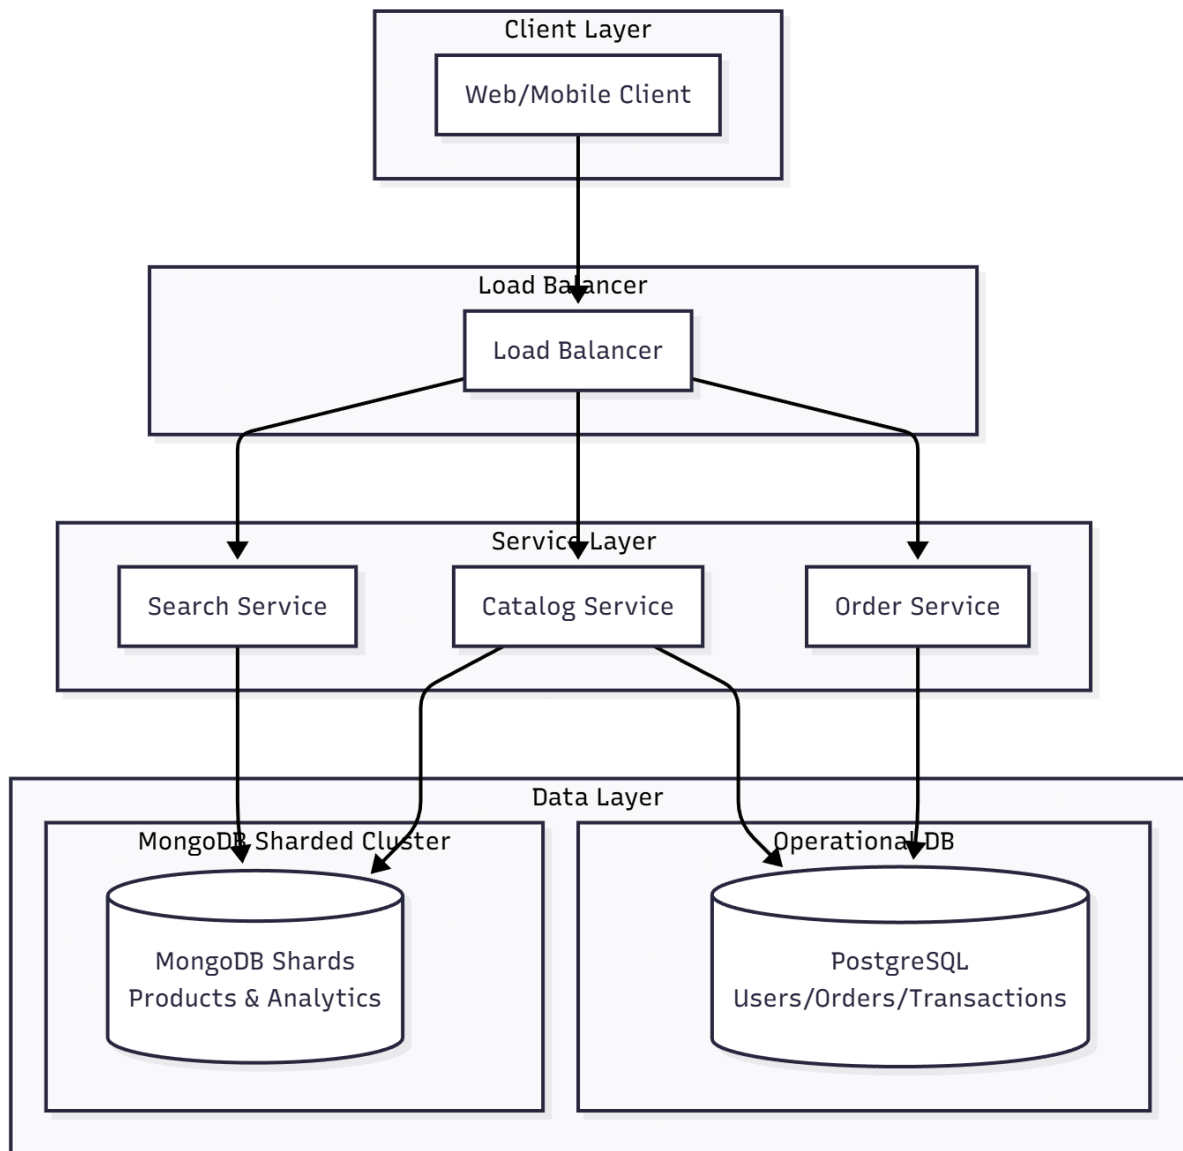 Client Layer
Web/Mobile Client
Load Balancer
Load Balancer
Service Layer
Search Service
Catalog Service
Order Service
Data Layer
MongoDB Sharded Cluster
Operational DB
MongoDB Shards
Products & Analytics
PostgreSQL
Users/Orders/Transactions